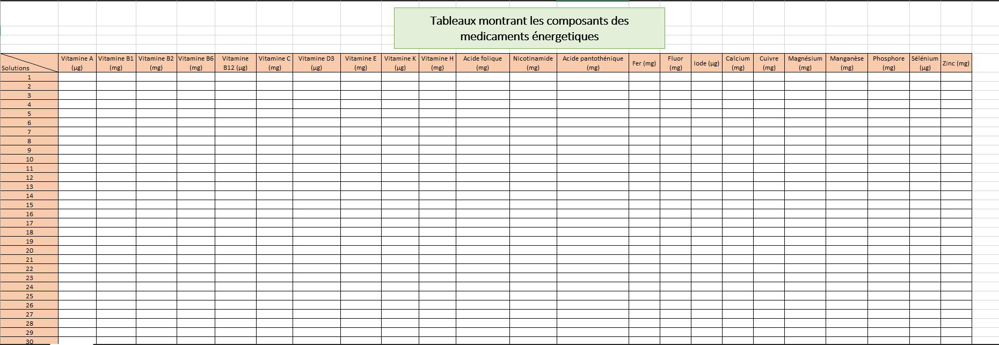 Tableaux montrant les composants des
medicaments énergetiques
Solutions
Vitamine A
(µg)
Vitamine B1
(mg)
Vitamine B2
(mg)
Vitamine B6
(mg)
Vitamine
B12 (µg)
Vitamine C
(mg)
Vitamine D3
(µg)
Vitamine E
(mg)
Vitamine K
(µg)
Vitamine H
(mg)
Acide folique
(mg)
Nicotinamide
(mg)
Acide pantothénique
(mg)
Fer (mg)
Fluor
(mg)
Iode (µg)
Calcium
(mg)
Cuivre
(mg)
Magnésium
(mg)
Manganèse
(mg)
Phosphore
(mg)
Sélénium
(µg)
Zinc (mg)
1
2
3
4
5
6
7
8
9
10
11
12
13
14
15
16
17
18
19
20
21
22
23
24
25
26
27
28
29
30